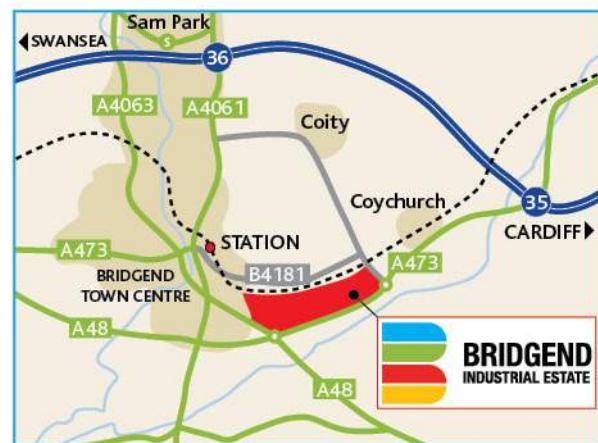 Sam Park
SWANSEA
S
36
A4063
A4061
Coity
Coychurch
35
CARDIFF
STATION
A473
B4181
A473
BRIDGEND
TOWN CENTRE
A48
A48
BRIDGEND
INDUSTRIAL ESTATE